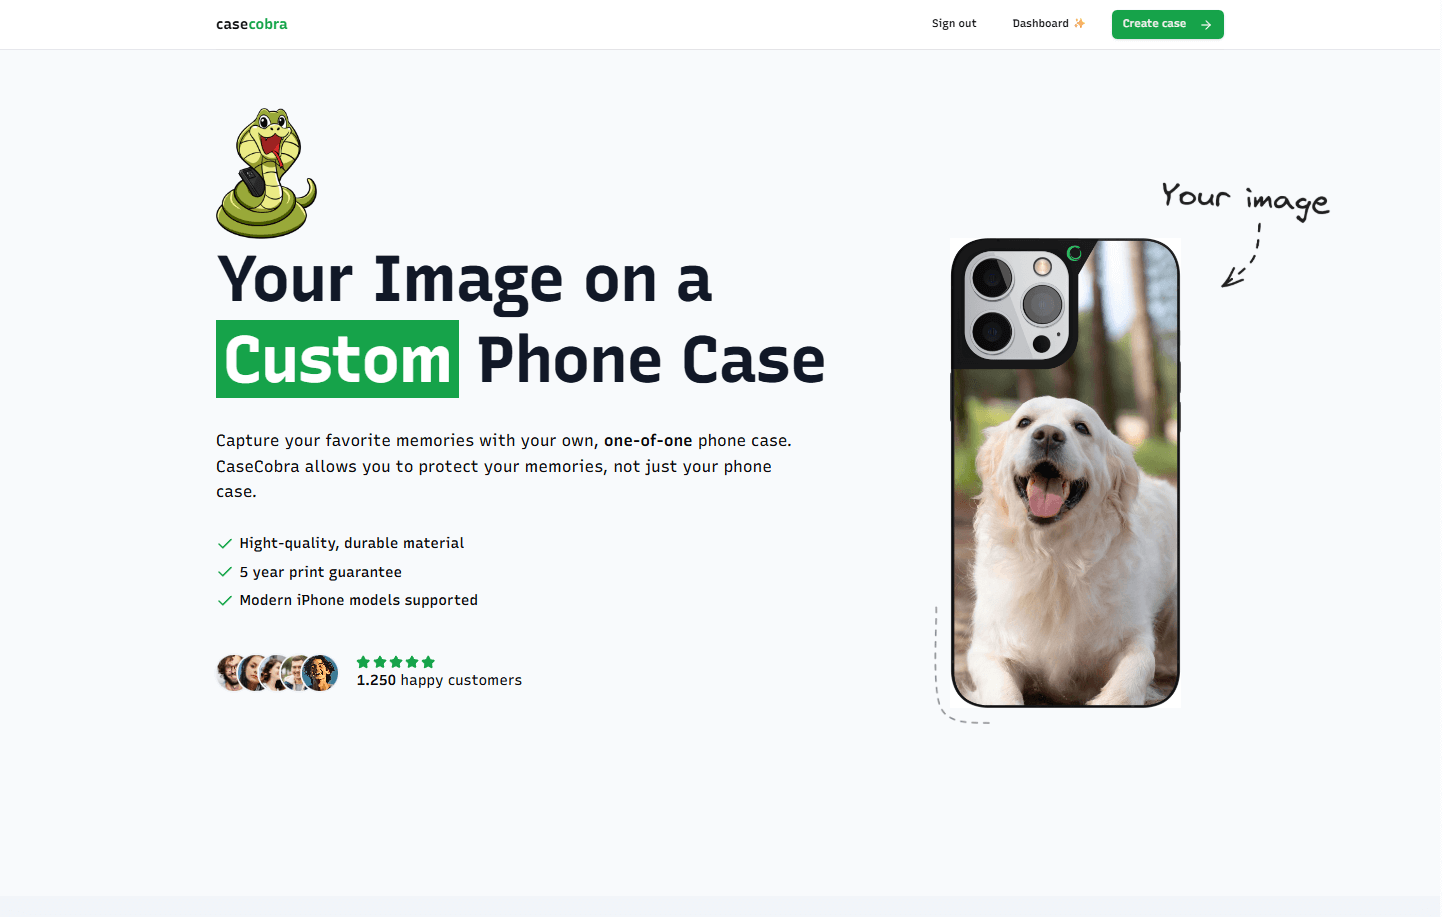 casecobra
Sign out
Dashboard ✨
Create case →
Your image
Your Image on a
Custom Phone Case
Capture your favorite memories with your own, one-of-one phone case.
CaseCobra allows you to protect your memories, not just your phone
case.
Hight-quality, durable material
5 year print guarantee
Modern iPhone models supported
1.250 happy customers